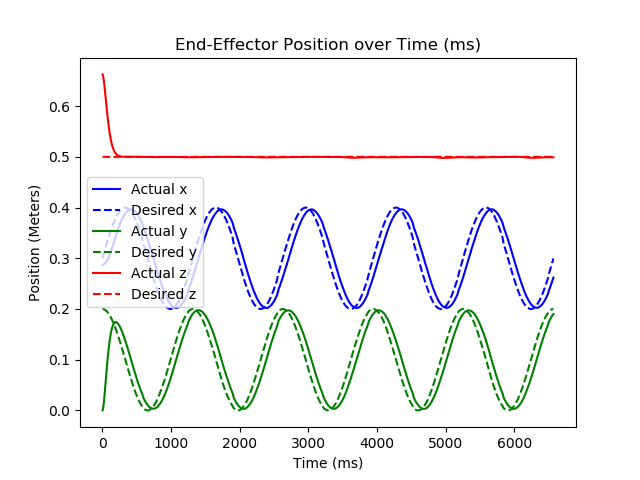 End-Effector Position over Time (ms)
Position (Meters)
0.6
0.5
0.4
0.3
0.2
0.1
0.0
Actual x
Desired x
Actual y
Desired y
Actual z
Desired z
0 1000 2000 3000 4000 5000 6000
Time (ms)